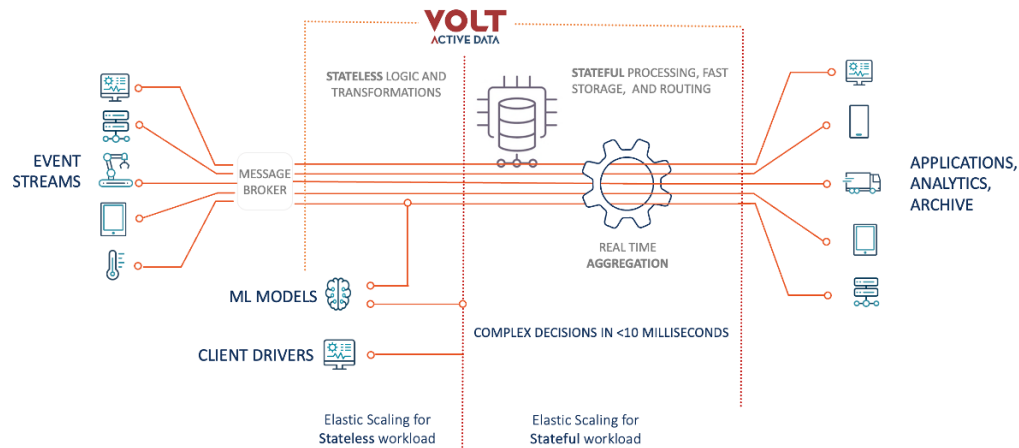 VOLT
ACTIVE DATA
STATELESS LOGIC AND
TRANSFORMATIONS
STATEFUL PROCESSING, FAST
STORAGE, AND ROUTING
EVENT
STREAMS
MESSAGE
BROKER
APPLICATIONS,
ANALYTICS,
ARCHIVE
REAL TIME
AGGREGATION
ML MODELS
COMPLEX DECISIONS IN <10 MILLISECONDS
CLIENT DRIVERS
Elastic Scaling for
Stateless workload
Elastic Scaling for
Stateful workload